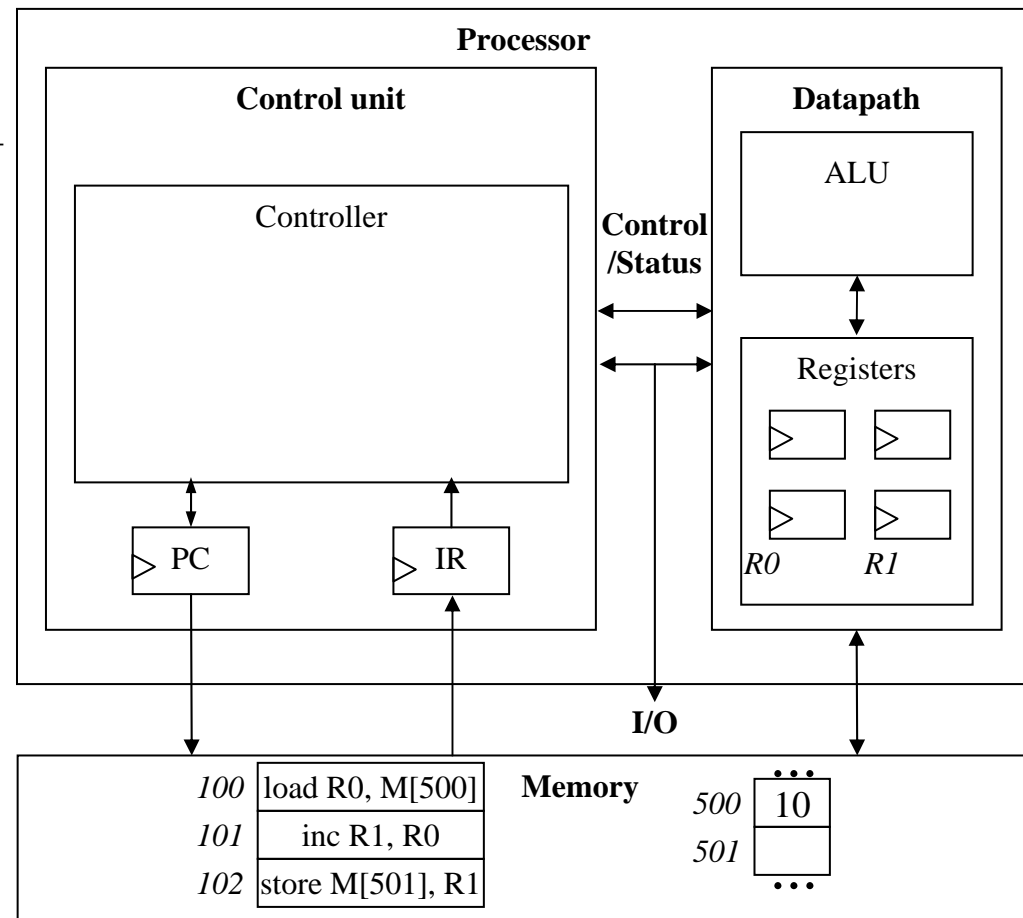 Processor
Control unit
Datapath
Controller
ALU
Control
/Status
Registers
R0
R1
PC
IR
I/O
Memory
100 load R0, M[500]
101 inc R1, R0
102 store M[501], R1
...
500 10
501
...